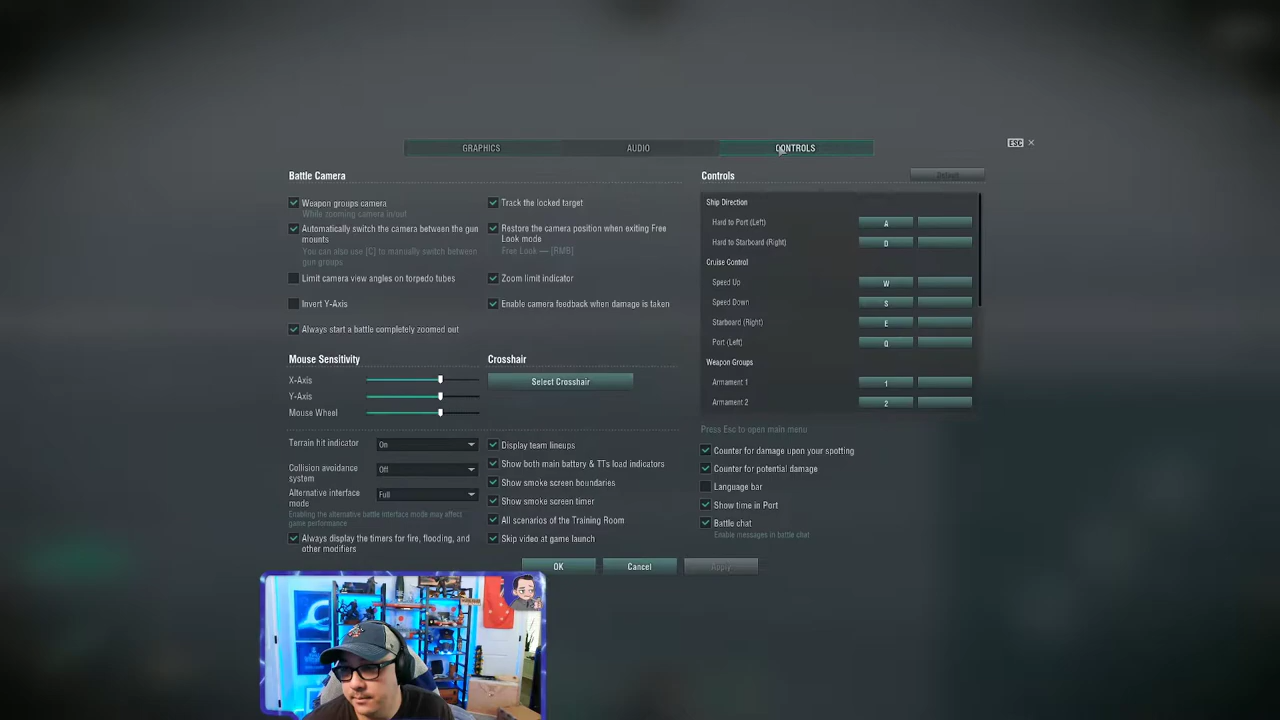 GRAPHICS
AUDIO
CONTROLS
ESC
Battle Camera
Weapon groups camera
While zooming camera in/out
Automatically switch the camera between the gun
mounts
You can also use [C] to manually switch between
gun groups
Limit camera view angles on torpedo tubes
Invert Y-Axis
Always start a battle completely zoomed out
Track the locked target
Restore the camera position when exiting Free
Look mode
Free Look — [RMB]
Zoom limit indicator
Enable camera feedback when damage is taken
Mouse Sensitivity
X-Axis
Y-Axis
Mouse Wheel
Crosshair
Select Crosshair
Terrain hit indicator
On
Collision avoidance
system
Off
Alternative interface
mode
Full
Enabling the alternative battle interface mode may affect
game performance
Always display the timers for fire, flooding, and
other modifiers
Display team lineups
Show both main battery & TTs load indicators
Show smoke screen boundaries
Show smoke screen timer
All scenarios of the Training Room
Skip video at game launch
Controls
Default
Ship Direction
Hard to Port (Left)
A
Hard to Starboard (Right)
D
Cruise Control
Speed Up
W
Speed Down
S
Starboard (Right)
E
Port (Left)
Q
Weapon Groups
Armament 1
1
Armament 2
2
Press Esc to open main menu
Counter for damage upon your spotting
Counter for potential damage
Language bar
Show time in Port
Battle chat
Enable messages in battle chat
OK
Cancel
Apply